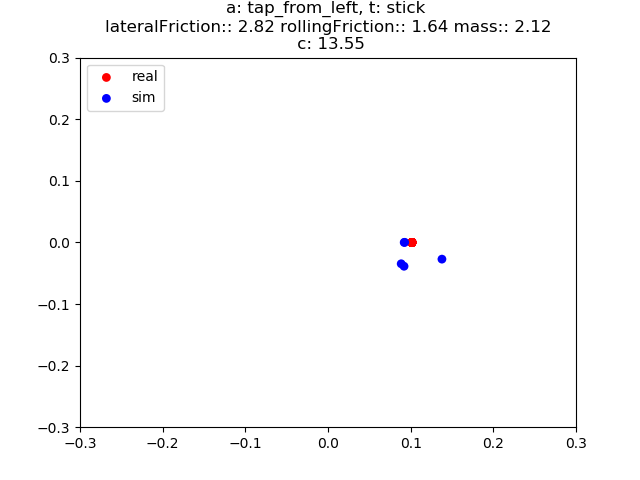 a: tap_from_left, t: stick
lateralFriction:: 2.82 rollingFriction:: 1.64 mass:: 2.12
c: 13.55
real
sim
0.3
0.2
0.1
0.0
−0.1
−0.2
−0.3
−0.3 −0.2 −0.1 0.0 0.1 0.2 0.3